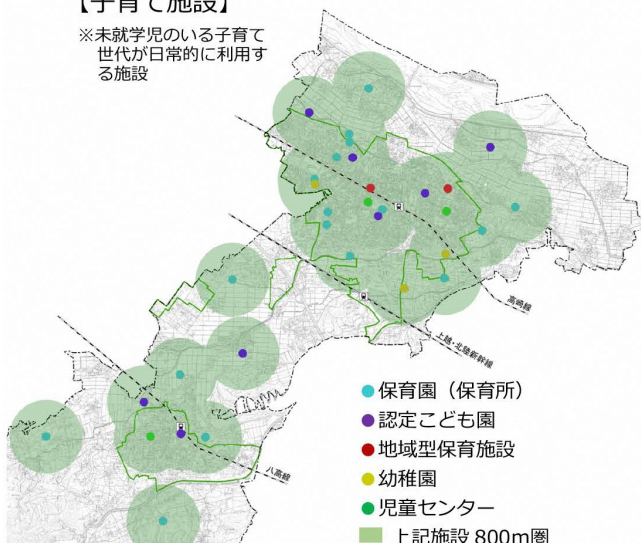 【子育て施設】
※未就学児のいる子育て
世代が日常的に利用す
る施設
高崎線
上越・北陸新幹線
八高線
保育園（保育所）
認定こども園
地域型保育施設
幼稚園
児童センター
上記施設 800m圏